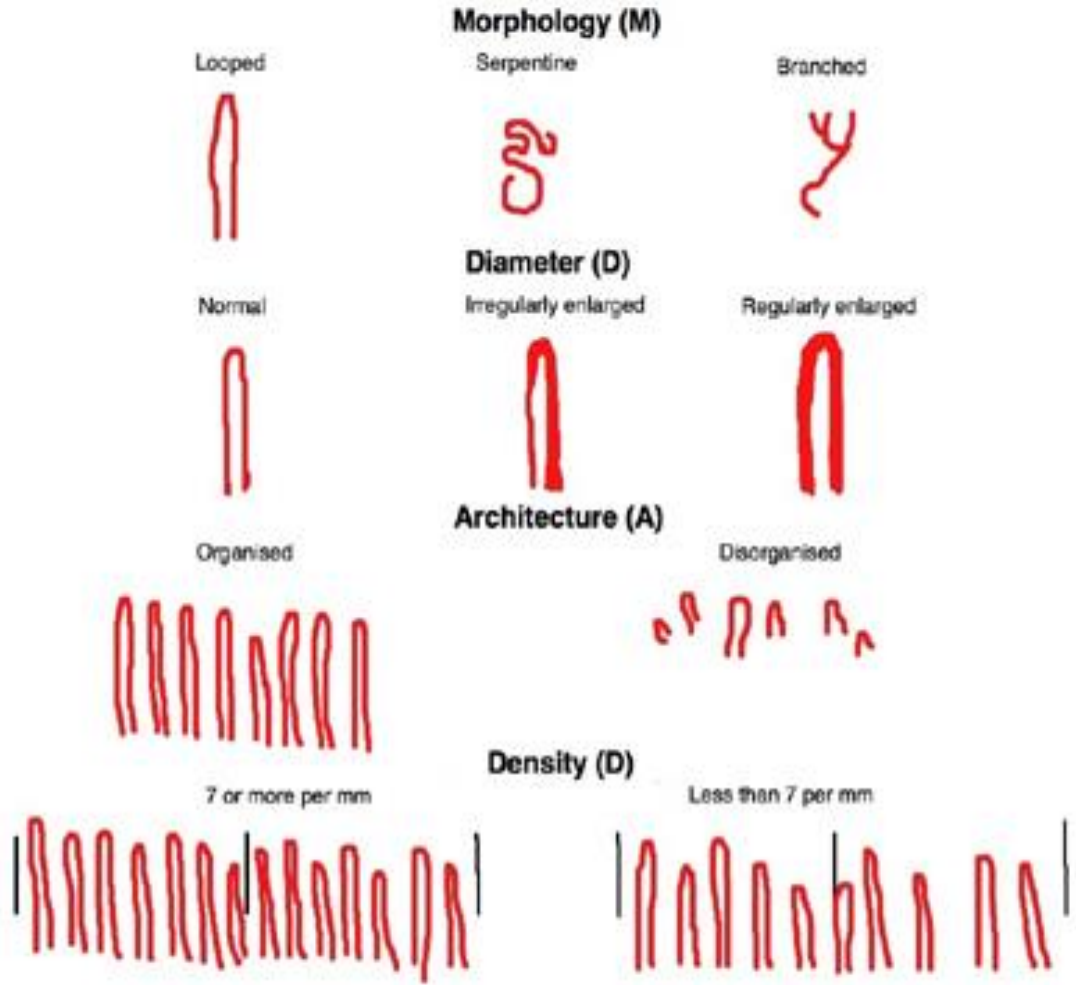 Morphology (M)
Looped Serpentine Branched
Diameter (D)
Normal Irregularly enlarged Regularly enlarged
Architecture (A)
Organised Disorganised
Density (D)
7 or more per mm Less than 7 per mm